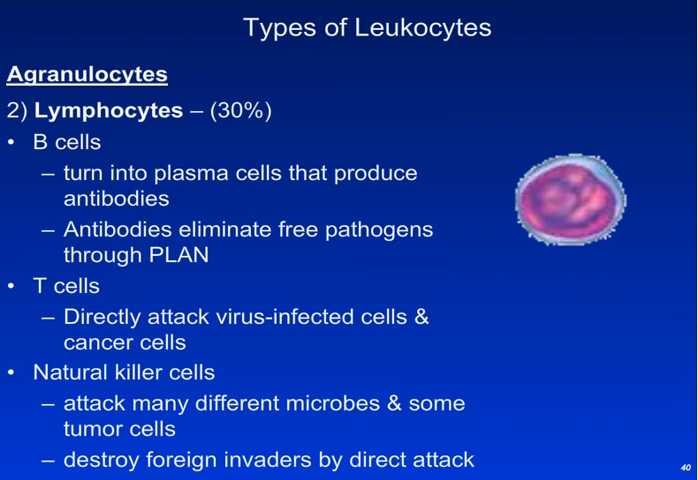 Types of Leukocytes
Agranulocytes
2) Lymphocytes – (30%)
• B cells
– turn into plasma cells that produce
antibodies
– Antibodies eliminate free pathogens
through PLAN
• T cells
– Directly attack virus-infected cells &
cancer cells
• Natural killer cells
– attack many different microbes & some
tumor cells
– destroy foreign invaders by direct attack
40